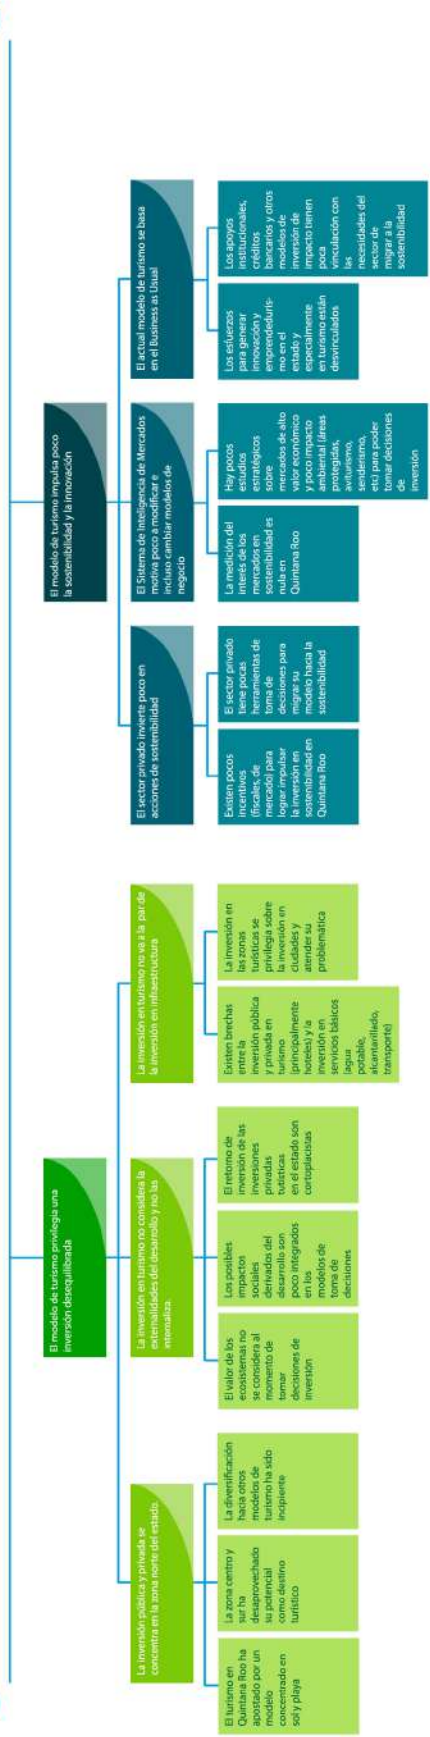 El modelo de turismo privilegia una
inversión desequilibrada
La inversión pública y privada se
concentra en la zona norte del estado.
El turismo en
Quintana Roo ha
apostado por un
modelo
concentrado en
sol y playa
La zona centro y
sur ha
desaprovechado
su potencial
como destino
turístico
La diversificación
hacia otros
modelos de
turismo ha sido
incipiente
La inversión en turismo no considera la
externalidades del desarrollo y no las
internaliza.
El valor de los
ecosistemas no
se considera al
momento de
tomar
decisiones de
inversión
Los posibles
impactos
sociales
derivados del
desarrollo son
poco integrados
en los
modelos de
toma de
decisiones
El retorno de
inversión de las
inversiones
privadas
tutísticas
en el estado son
cortoplacistas
La inversión en turismo no va a la par de
la inversión en infraestructura
Existen brechas
entre la
inversión pública
y privada en
turismo
(principalmente
hoteles) y la
inversión en
servicios básicos
(agua
potable,
alcantarillado,
transporte)
La inversión en
las zonas
turísticas se
privilegia sobre
la inversión en
ciudades y
atender su
problemática
El modelo de turismo impulsa poco
la sostenibilidad y la innovación
El sector privado invierte poco en
acciones de sostenibilidad
Existen pocos
incentivos
(fiscales, de
mercado) para
lograr impulsar
la inversión en
sostenibilidad en
Quintana Roo
El sector privado
tiene pocas
herramientas de
toma de
decisiones para
migrar su
modelo hacia la
sostenibilidad
El Sistema de Inteligencia de Mercados
motiva poco a modificar e
incluso cambiar modelos de
negocio
La medición del
interés de los
mercados en
sostenibilidad es
nula en
Quintana Roo
Hay pocos
estudios
estratégicos
sobre
mercados de alto
valor económico
y poco impacto
ambiental (áreas
protegidas,
aviturismo,
senderismo,
etc) para poder
tomar decisiones
de
inversión
El actual modelo de turismo se basa
en el Business as Usual
Los esfuerzos
para generar
innovación y
emprendeduris-
mo en el
estado y
especialmente
en turismo están
desvinculados
Los apoyos
institucionales,
créditos
bancarios y otros
modelos de
inversión de
impacto tienen
poca
vinculación con
las
necesidades del
sector de
migrar a la
sostenibilidad